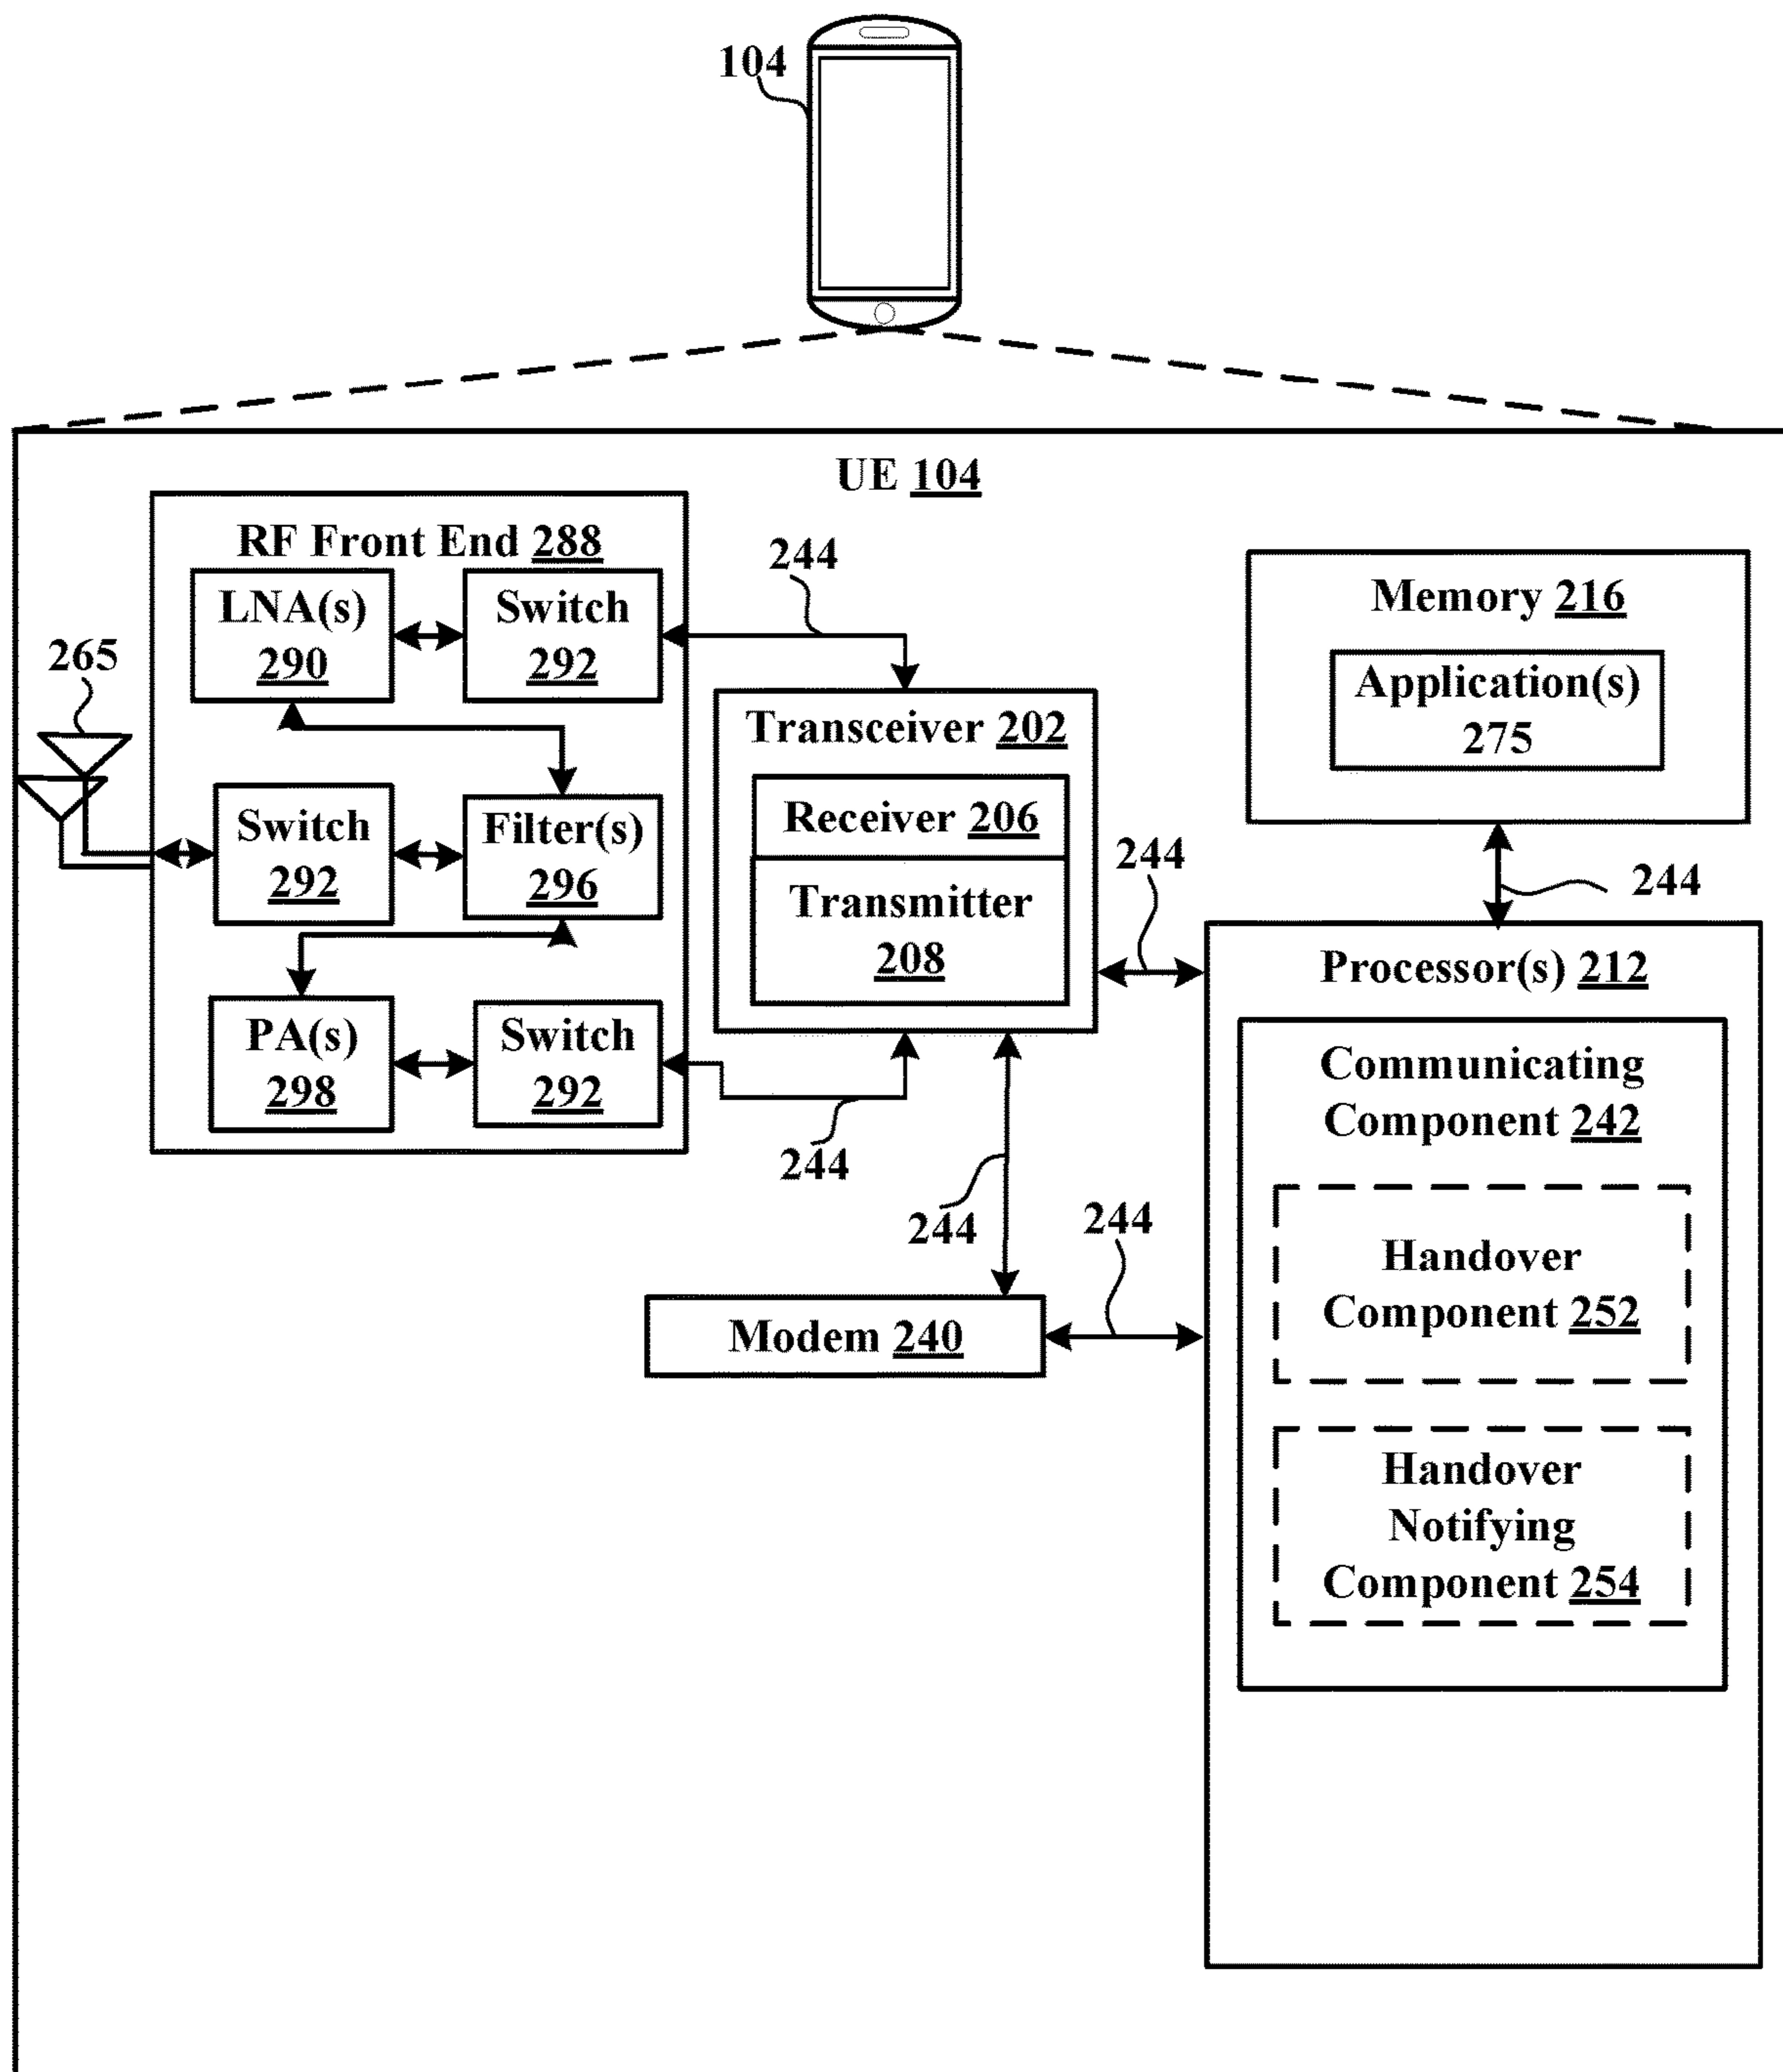 104
UE 104
RF Front End 288
LNA(s)
290
Switch
292
265
Switch
292
Filter(s)
296
PA(s)
298
Switch
292
244
Transceiver 202
Receiver 206
Transmitter
208
244
244
244
Modem 240
244
Memory 216
Application(s)
275
244
Processor(s) 212
Communicating
Component 242
Handover
Component 252
Handover
Notifying
Component 254